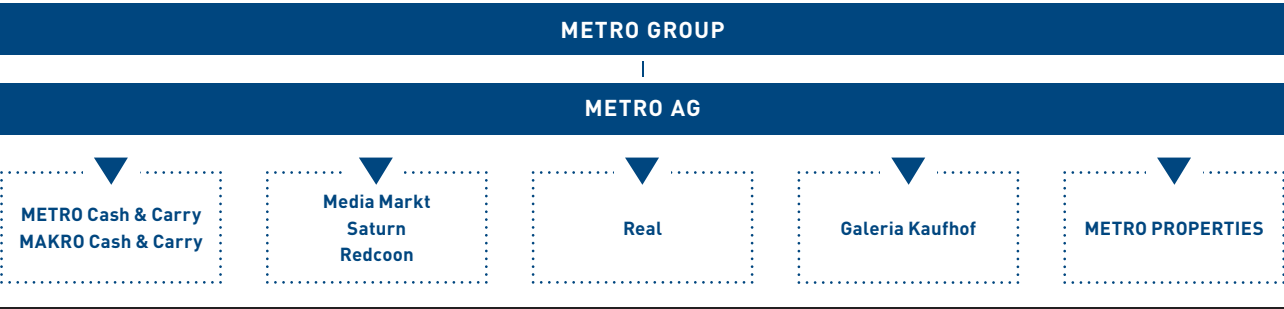 METRO GROUP
METRO AG
METRO Cash & Carry
MAKRO Cash & Carry
Media Markt
Saturn
Redcoon
Real
Galeria Kaufhof
METRO PROPERTIES